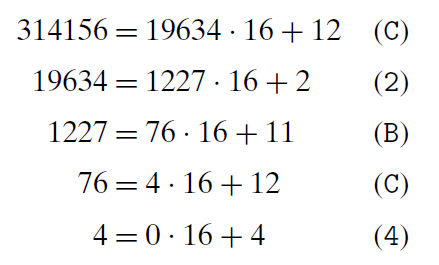 314156 = 19634 · 16 + 12 (C)
19634 = 1227 · 16 + 2 (2)
1227 = 76 · 16 + 11 (B)
76 = 4 · 16 + 12 (C)
4 = 0 · 16 + 4 (4)